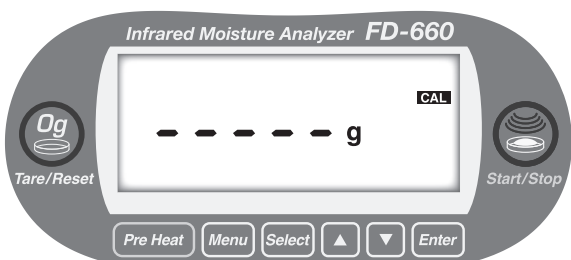 Infrared Moisture Analyzer FD-660
CAL
0g
- - - - - g
Tare/Reset
Start/Stop
Pre Heat Menu Select ▲ ▼ Enter